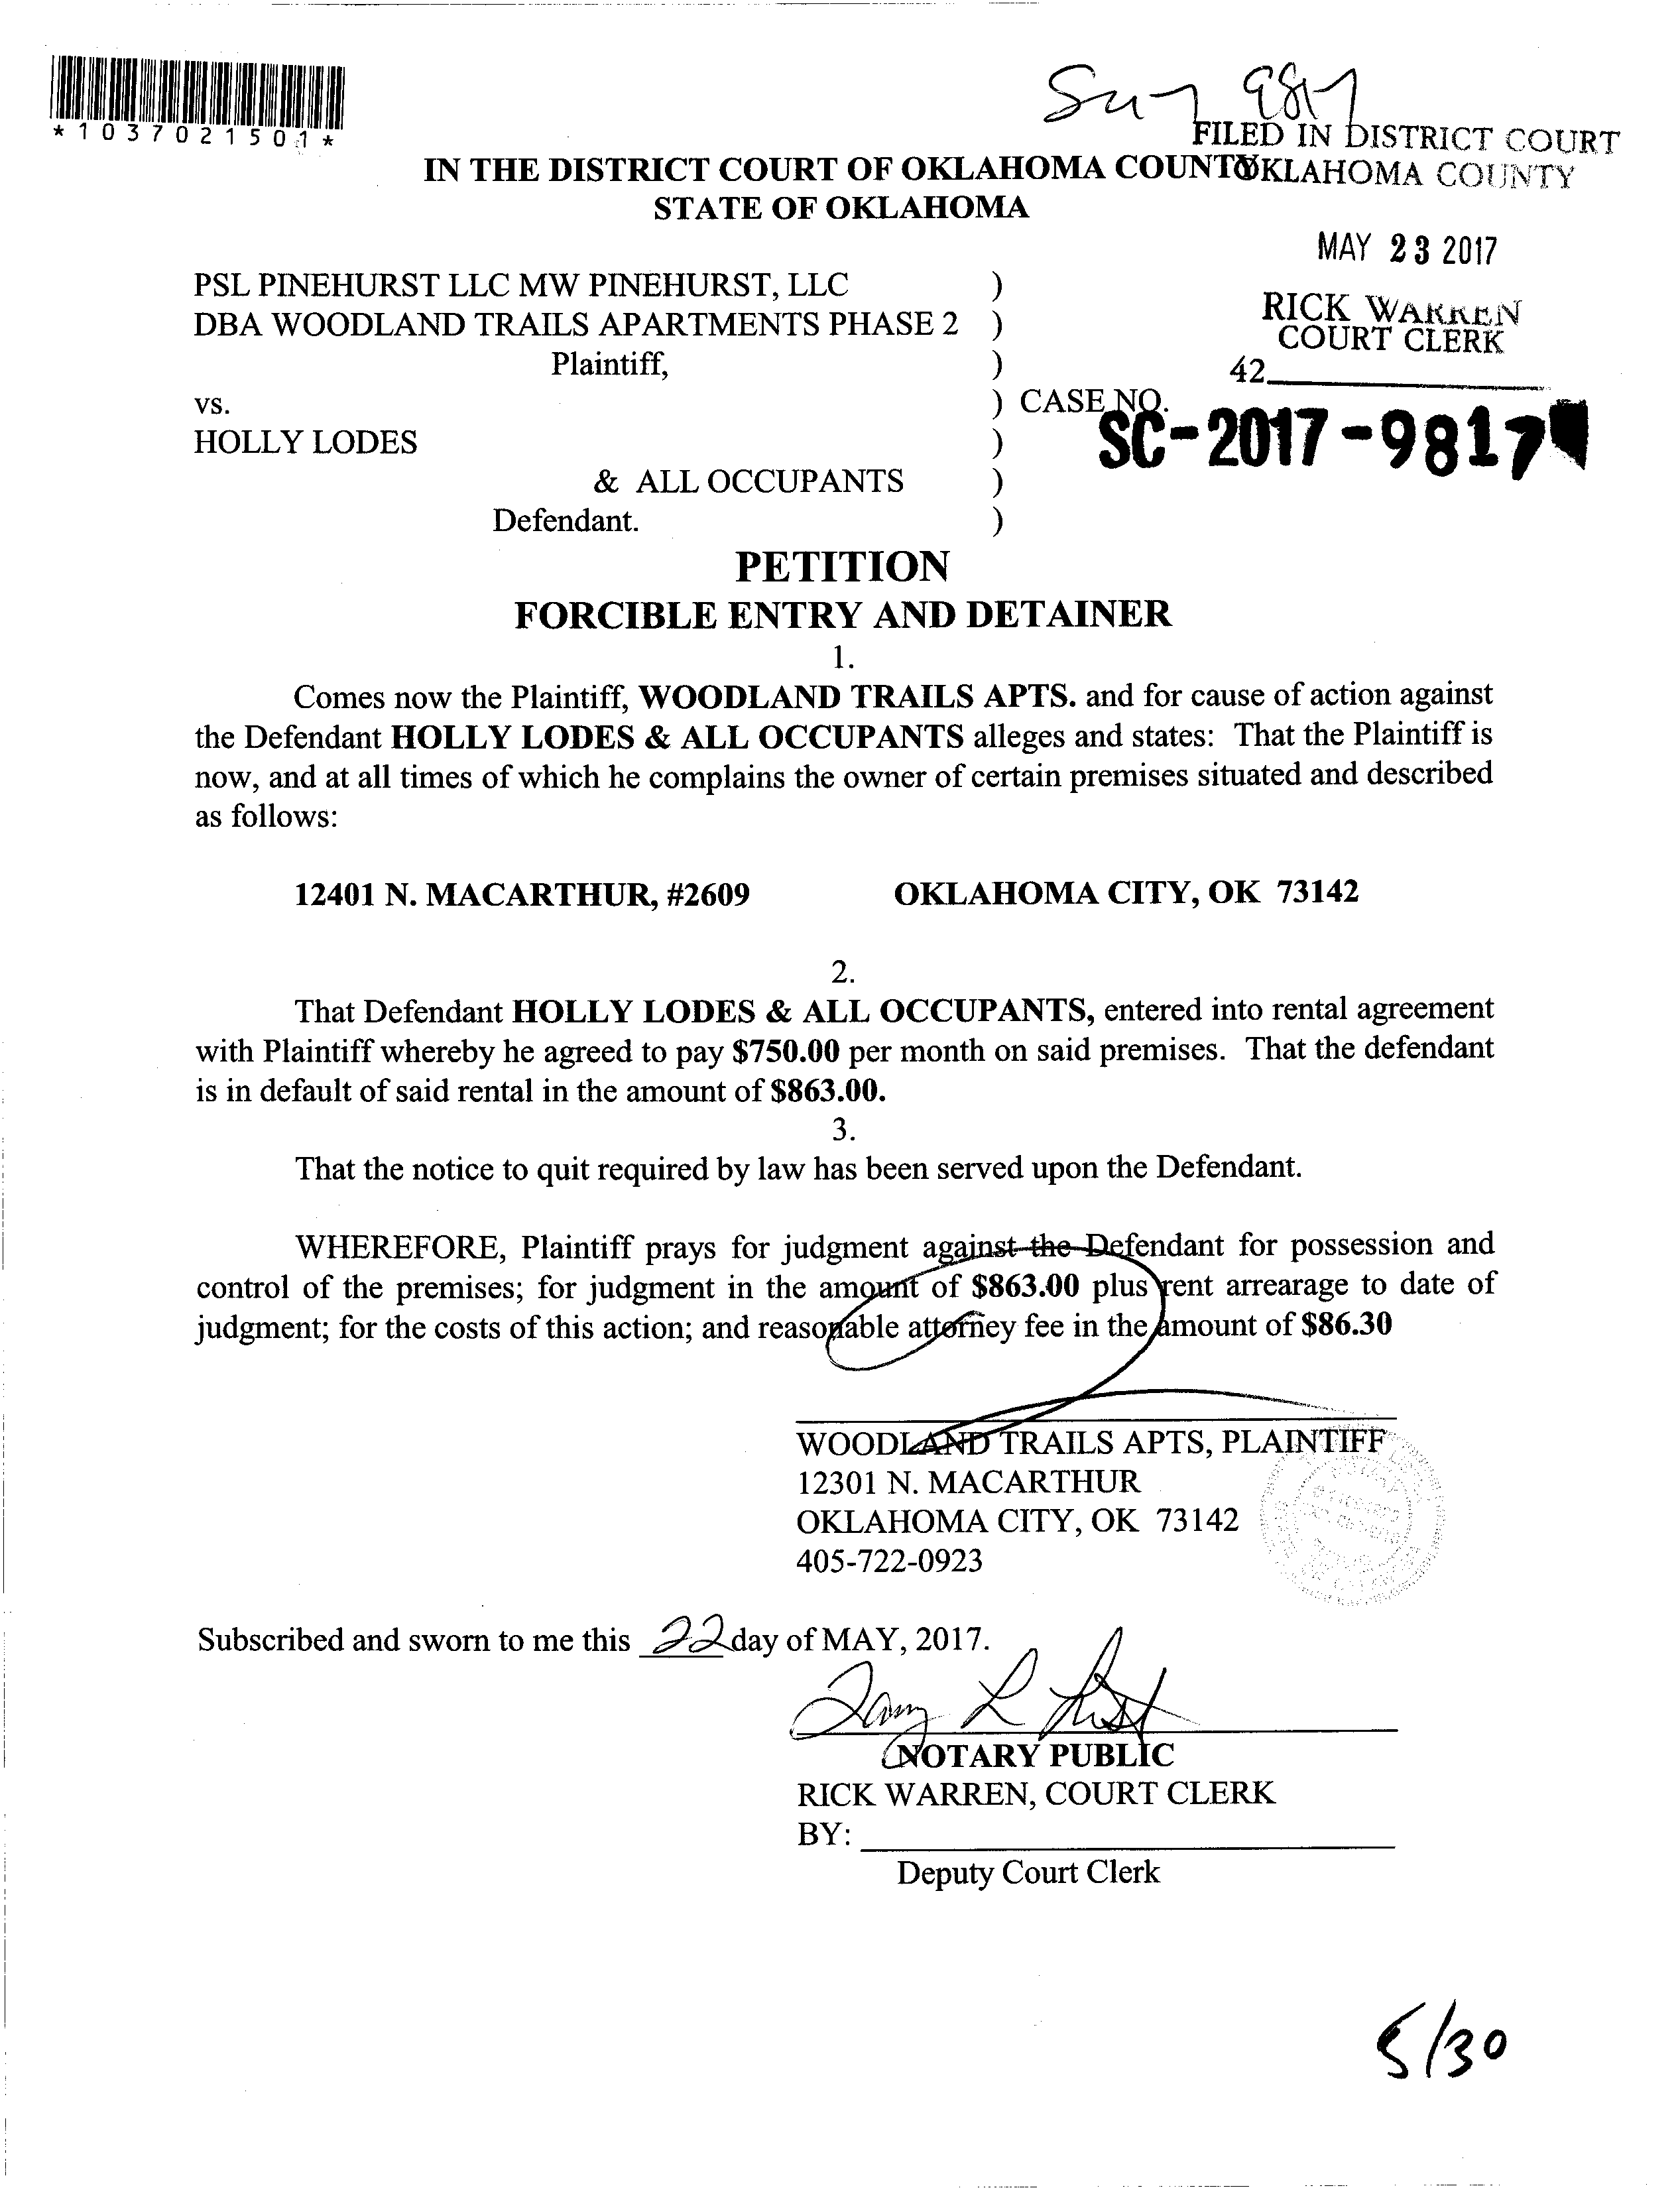 *1037021501*
FILED IN DISTRICT COURT
OKLAHOMA COUNTY
IN THE DISTRICT COURT OF OKLAHOMA COUNTY
STATE OF OKLAHOMA
MAY 23 2017
RICK WARREN
COURT CLERK
42
PSL PINEHURST LLC MW PINEHURST, LLC )
DBA WOODLAND TRAILS APARTMENTS PHASE 2 )
Plaintiff, )
vs. ) CASE NO.
SC-2017-9817
HOLLY LODES )
& ALL OCCUPANTS )
Defendant. )
PETITION
FORCIBLE ENTRY AND DETAINER
1.
Comes now the Plaintiff, WOODLAND TRAILS APTS. and for cause of action against
the Defendant HOLLY LODES & ALL OCCUPANTS alleges and states: That the Plaintiff is
now, and at all times of which he complains the owner of certain premises situated and described
as follows:
12401 N. MACARTHUR, #2609 OKLAHOMA CITY, OK 73142
2.
That Defendant HOLLY LODES & ALL OCCUPANTS, entered into rental agreement
with Plaintiff whereby he agreed to pay $750.00 per month on said premises. That the defendant
is in default of said rental in the amount of $863.00.
3.
That the notice to quit required by law has been served upon the Defendant.
WHEREFORE, Plaintiff prays for judgment against the Defendant for possession and
control of the premises; for judgment in the amount of $863.00 plus rent arrearage to date of
judgment; for the costs of this action; and reasonable attorney fee in the amount of $86.30
WOODLAND TRAILS APTS, PLAINTIFF
12301 N. MACARTHUR
OKLAHOMA CITY, OK 73142
405-722-0923
Subscribed and sworn to me this 22 day of MAY, 2017.
NOTARY PUBLIC
RICK WARREN, COURT CLERK
BY:
Deputy Court Clerk
5/30